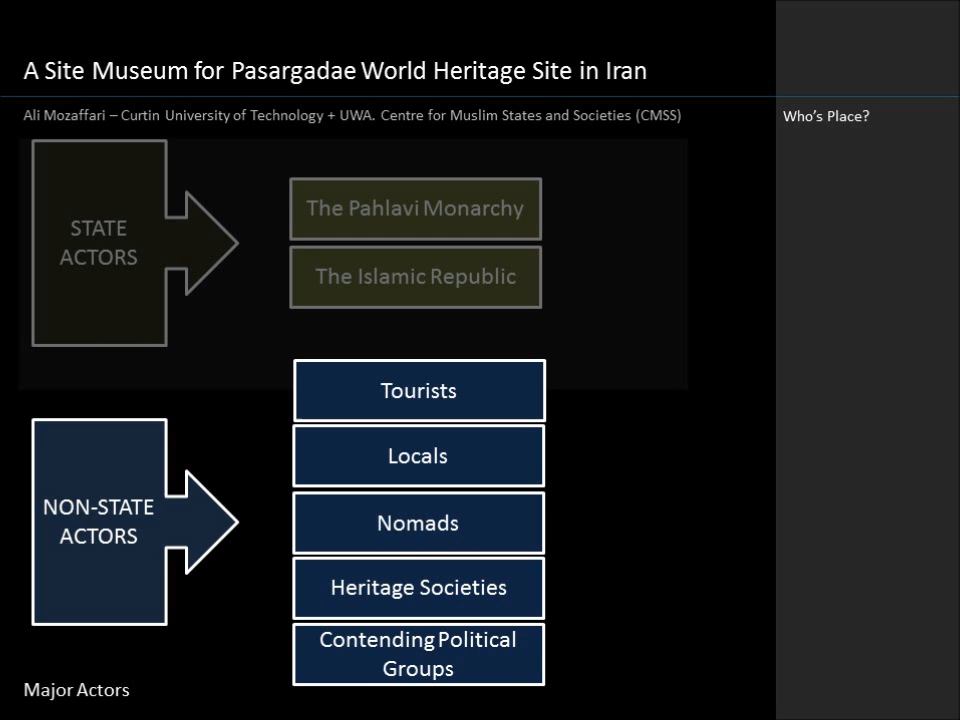 A Site Museum for Pasargadae World Heritage Site in Iran
Ali Mozaffari – Curtin University of Technology + UWA. Centre for Muslim States and Societies (CMSS)
Who's Place?
STATE
ACTORS
The Pahlavi Monarchy
The Islamic Republic
NON-STATE
ACTORS
Tourists
Locals
Nomads
Heritage Societies
Contending Political
Groups
Major Actors